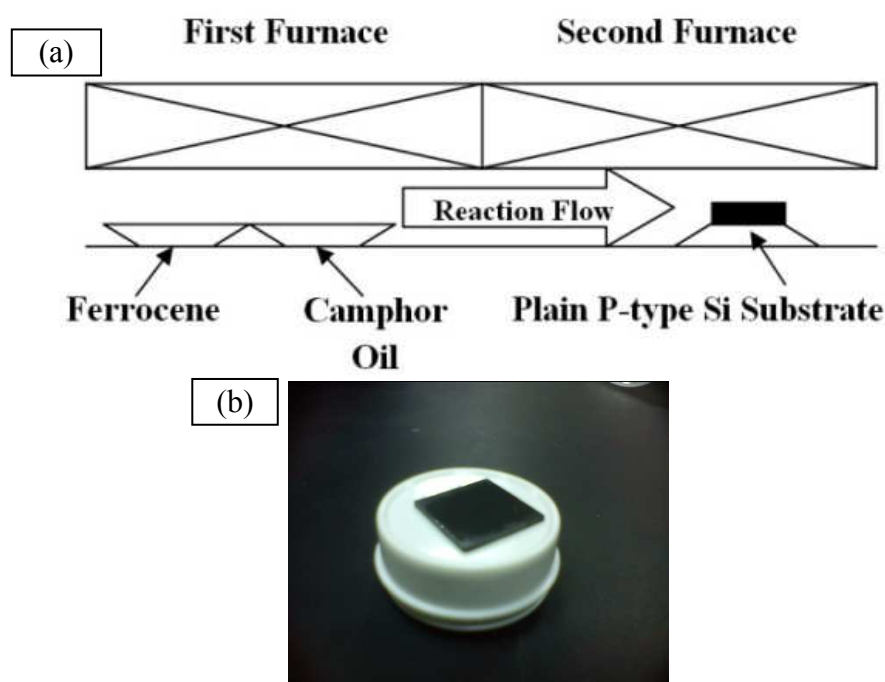 (a)
First Furnace
Second Furnace
Reaction Flow
Ferrocene
Camphor
Oil
Plain P-type Si Substrate
(b)